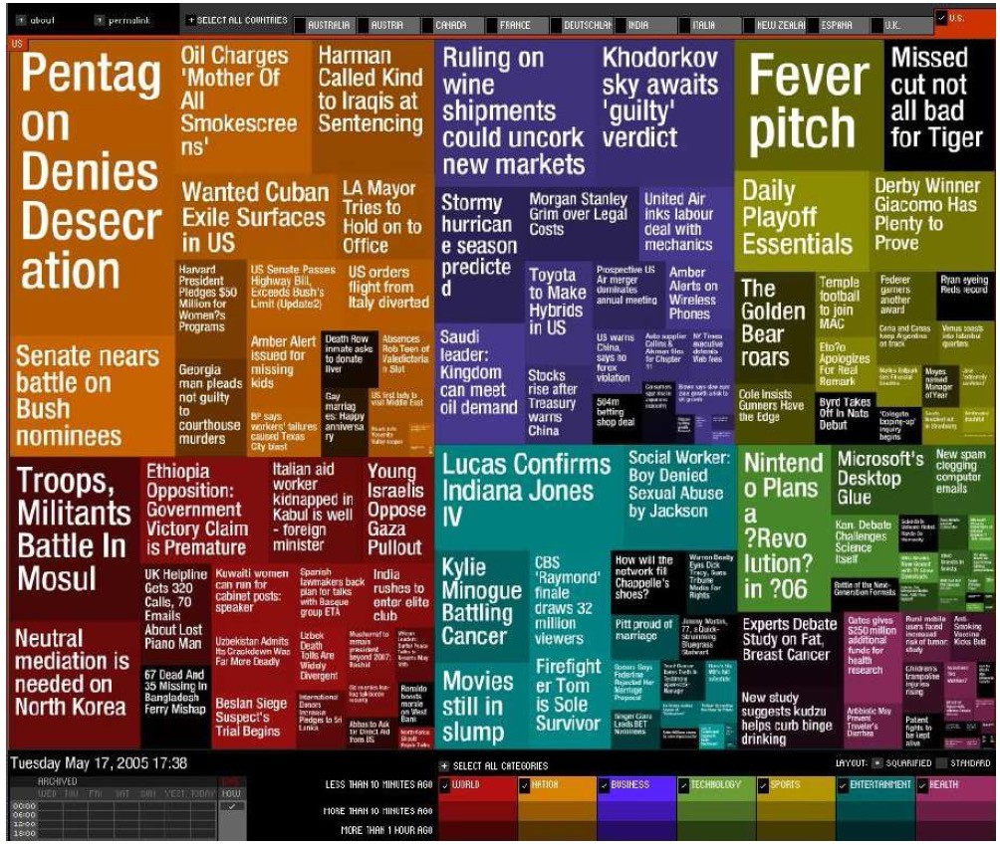 about
permalink
SELECT ALL COUNTRIES
AUSTRALIA
AUSTRIA
CANADA
FRANCE
DEUTSCHLAN
INDIA
ITALIA
NEW ZEALAI
ESPANA
U.K.
U.S.
US
Pentag
on
Denies
Desecr
ation
Oil Charges
'Mother Of
All
Smokescree
ns'
Harman
Called Kind
to Iraqis at
Sentencing
Wanted Cuban
Exile Surfaces
in US
LA Mayor
Tries to
Hold on to
Office
Harvard
President
Pledges $50
Million for
Women?s
Programs
US Senate Passes
Highway Bill,
Exceeds Bush's
Limit (Update2)
US orders
flight from
Italy diverted
Senate nears
battle on
Bush
nominees
Georgia
man pleads
not guilty
to
courthouse
murders
Amber Alert
issued for
missing
kids
Death Row
inmate asks
to donate
liver
Absences
Rob Teen of
Valedictoria
n Slot
BP says
workers' failures
caused Texas
City blast
Gay
marriag
es: Happy
anniversa
ry
US first lady to
visit Middle East
Ruling on
wine
shipments
could uncork
new markets
Khodorkov
sky awaits
'guilty'
verdict
Stormy
hurrican
e season
predicte
d
Morgan Stanley
Grim over Legal
Costs
United Air
inks labour
deal with
mechanics
Toyota
to Make
Hybrids
in US
Prospective US
Air merger
dominates
annual meeting
Amber
Alerts on
Wireless
Phones
Saudi
leader:
Kingdom
can meet
oil demand
Stocks
rise after
Treasury
warns
China
US warns
China,
says no
forex
violation
Auto supplier
Collins &
Aikman files
for Chapter
11
NY Times
executive
defends
Web fees
$64m
betting
shop deal
Fever
pitch
Missed
cut not
all bad
for Tiger
Daily
Playoff
Essentials
Derby Winner
Giacomo Has
Plenty to
Prove
The
Golden
Bear
roars
Temple
football
to join
MAC
Federer
garners
another
award
Ryan eyeing
Reds record
Eto?o
Apologizes
For Racist
Remark
Coria and Canas
keep Argentina
on track
Venus coasts
into Istanbul
quarters
Cole Insists
Gunners Have
the Edge
Byrd Takes
Off In Nats
Debut
Moyes
named
Manager
of Year
Troops,
Militants
Battle In
Mosul
Ethiopia
Opposition:
Government
Victory Claim
is Premature
Italian aid
worker
kidnapped in
Kabul is well
- foreign
minister
Young
Israelis
Oppose
Gaza
Pullout
UK Helpline
Gets 320
Calls, 70
Emails
About Lost
Piano Man
Kuwaiti women
can run for
cabinet posts:
speaker
Spanish
lawmakers back
plan for talks
with Basque
group ETA
India
rushes to
enter elite
club
Neutral
mediation is
needed on
North Korea
Uzbekistan Admits
Its Crackdown Was
Far More Deadly
Uzbek
Death
Tolls Are
Widely
Divergent
Musharraf to
remain
president
beyond 2007:
Rashid
67 Dead And
35 Missing In
Bangladesh
Ferry Mishap
Beslan Siege
Suspect's
Trial Begins
International
Donors
Increase
Pledges to Sri
Lanka
Abbas to Ask
for Direct Aid
from US
Ronaldo
boosts
morale
on West
Bank
Lucas Confirms
Indiana Jones
IV
Social Worker:
Boy Denied
Sexual Abuse
by Jackson
Kylie
Minogue
Battling
Cancer
CBS
'Raymond'
finale
draws 32
million
viewers
How will the
network fill
Chappelle's
shoes?
Warren Beatty
Eyes Dick
Tracy, Sues
Tribune
Media For
Rights
Pitt proud of
marriage
Jimmy Martin,
77, a Quick-
Strumming
Bluegrass
Stalwart
Movies
still in
slump
Firefight
er Tom
is Sole
Survivor
Queens Says
Federline
Rejected Her
Marriage
Proposal
Singer Ciara
Leads BET
Noms
Nintend
o Plans
a
?Revo
lution?
in ?06
Microsoft's
Desktop
Glue
New spam
clogging
computer
emails
Kan. Debate
Challenges
Science
Itself
Battle of the Next-
Generation Formats
Experts Debate
Study on Fat,
Breast Cancer
Gates gives
$250 million
additional
funds for
health
research
Rural mobile
users faced
increased
risk of tumor:
study
Anti-
Smoking
Vaccine
Kicks Butt
New study
suggests kudzu
helps curb binge
drinking
Children's
trampoline
injuries
rising
Antibiotic May
Prevent
Traveler's
Diarrhea
Patent
fights to
be kept
alive
Tuesday May 17, 2005 17:38
SELECT ALL CATEGORIES
LAYOUT:
SQUARIFIED
STANDARD
ARCHIVED
LIVE
WED
THU
FRI
SAT
SUN
YEST.
TODAY
NOW
00:00
06:00
12:00
18:00
LESS THAN 10 MINUTES AGO
MORE THAN 10 MINUTES AGO
MORE THAN 1 HOUR AGO
WORLD
NATION
BUSINESS
TECHNOLOGY
SPORTS
ENTERTAINMENT
HEALTH